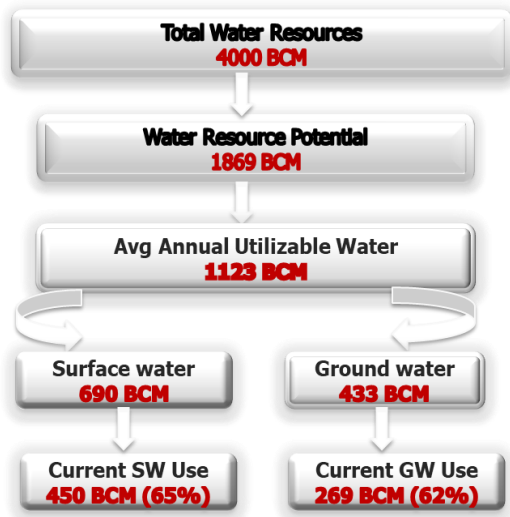 Total Water Resources
4000 BCM
Water Resource Potential
1869 BCM
Avg Annual Utilizable Water
1123 BCM
Surface water
690 BCM
Ground water
433 BCM
Current SW Use
450 BCM (65%)
Current GW Use
269 BCM (62%)